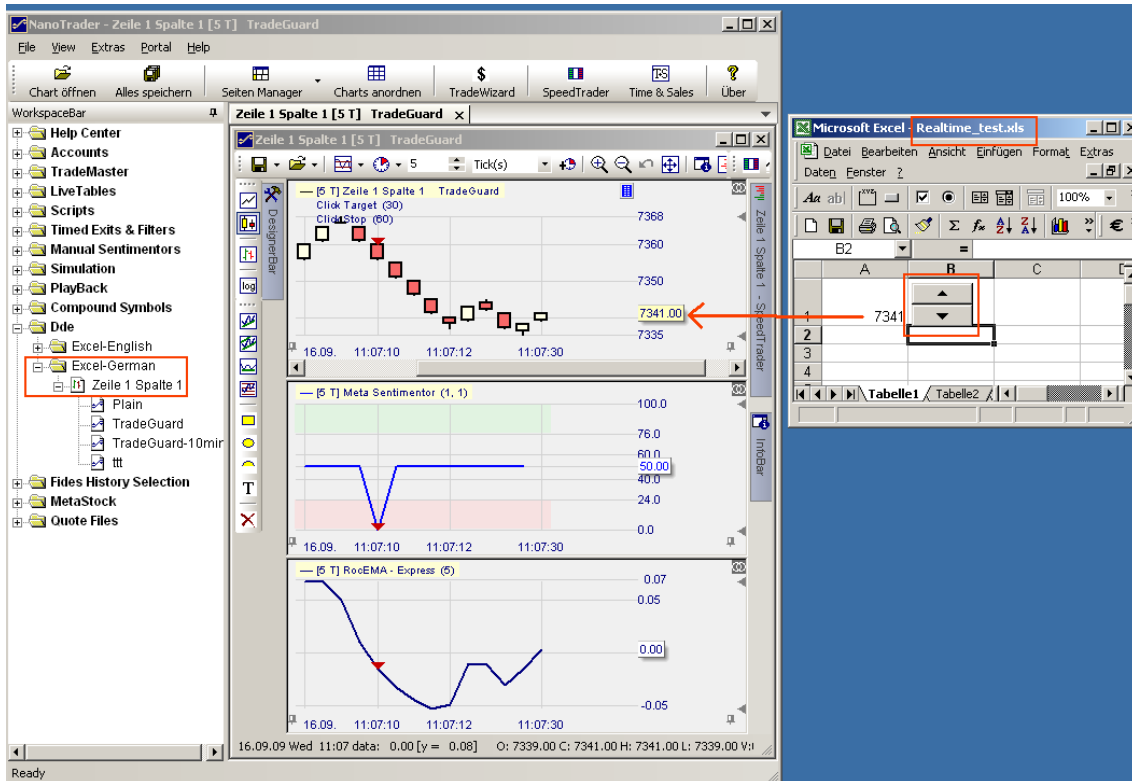 NanoTrader - Zeile 1 Spalte 1 [5 T] TradeGuard
File View Extras Portal Help
Chart öffnen Alles speichern Seiten Manager Charts anordnen TradeWizard SpeedTrader Time & Sales Über
WorkspaceBar
Help Center
Accounts
TradeMaster
LiveTables
Scripts
Timed Exits & Filters
Manual Sentimentors
Simulation
PlayBack
Compound Symbols
Dde
Excel-English
Excel-German
Zeile 1 Spalte 1
Plain
TradeGuard
TradeGuard-10mir
ttt
Fides History Selection
MetaStock
Quote Files
Zeile 1 Spalte 1 [5 T] TradeGuard x
Zeile 1 Spalte 1 [5 T] TradeGuard
5 Tick(s)
DesignerBar
log
T
[5 T] Zeile 1 Spalte 1 TradeGuard
Click Target (30)
ClickStop (60)
7368
7360
7350
7341.00
7335
16.09. 11:07:10 11:07:12 11:07:30
[5 T] Meta Sentimentor (1, 1)
100.0
76.0
60.0
50.00
40.0
24.0
0.0
16.09. 11:07:10 11:07:12 11:07:30
[5 T] RocEMA - Express (5)
0.07
0.05
0.00
-0.05
16.09. 11:07:10 11:07:12 11:07:30
Zeile 1 Spalte 1 - SpeedTrader
InfoBar
16.09.09 Wed 11:07 data: 0.00 [y = 0.08] O: 7339.00 C: 7341.00 H: 7341.00 L: 7339.00 V:
Ready
Microsoft Excel - Realtime_test.xls
Datei Bearbeiten Ansicht Einfügen Format Extras
Daten Fenster ?
Aa ab| XYZ 100%
Σ fx A Z Z A » €
B2 =
A B C D
1 7341
2
3
4
Tabelle1 Tabelle2